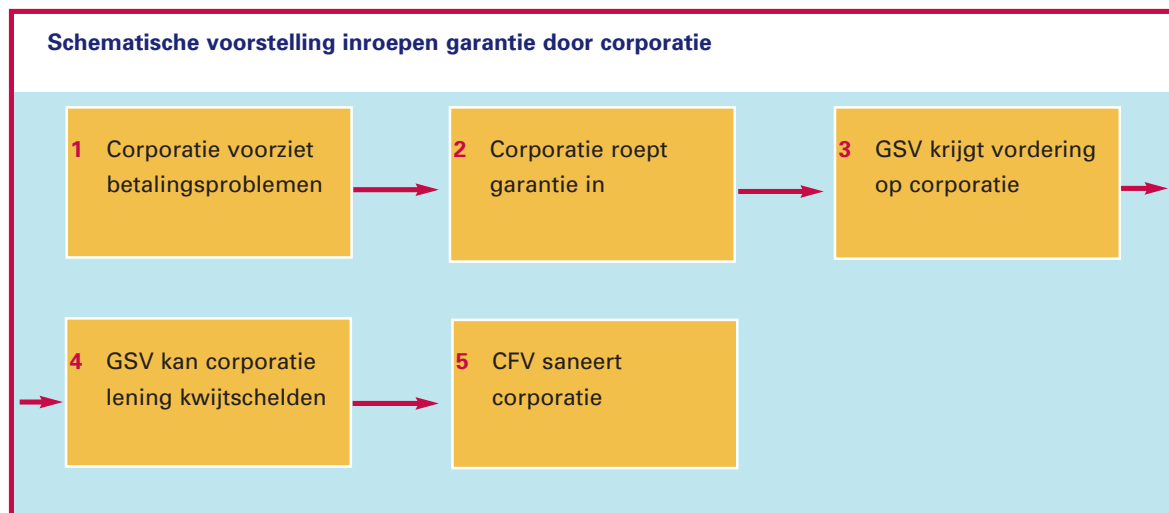 Schematische voorstelling inroepen garantie door corporatie
1 Corporatie voorziet
betalingsproblemen
2 Corporatie roept
garantie in
3 GSV krijgt vordering
op corporatie
4 GSV kan corporatie
lening kwijtschelden
5 CFV saneert
corporatie